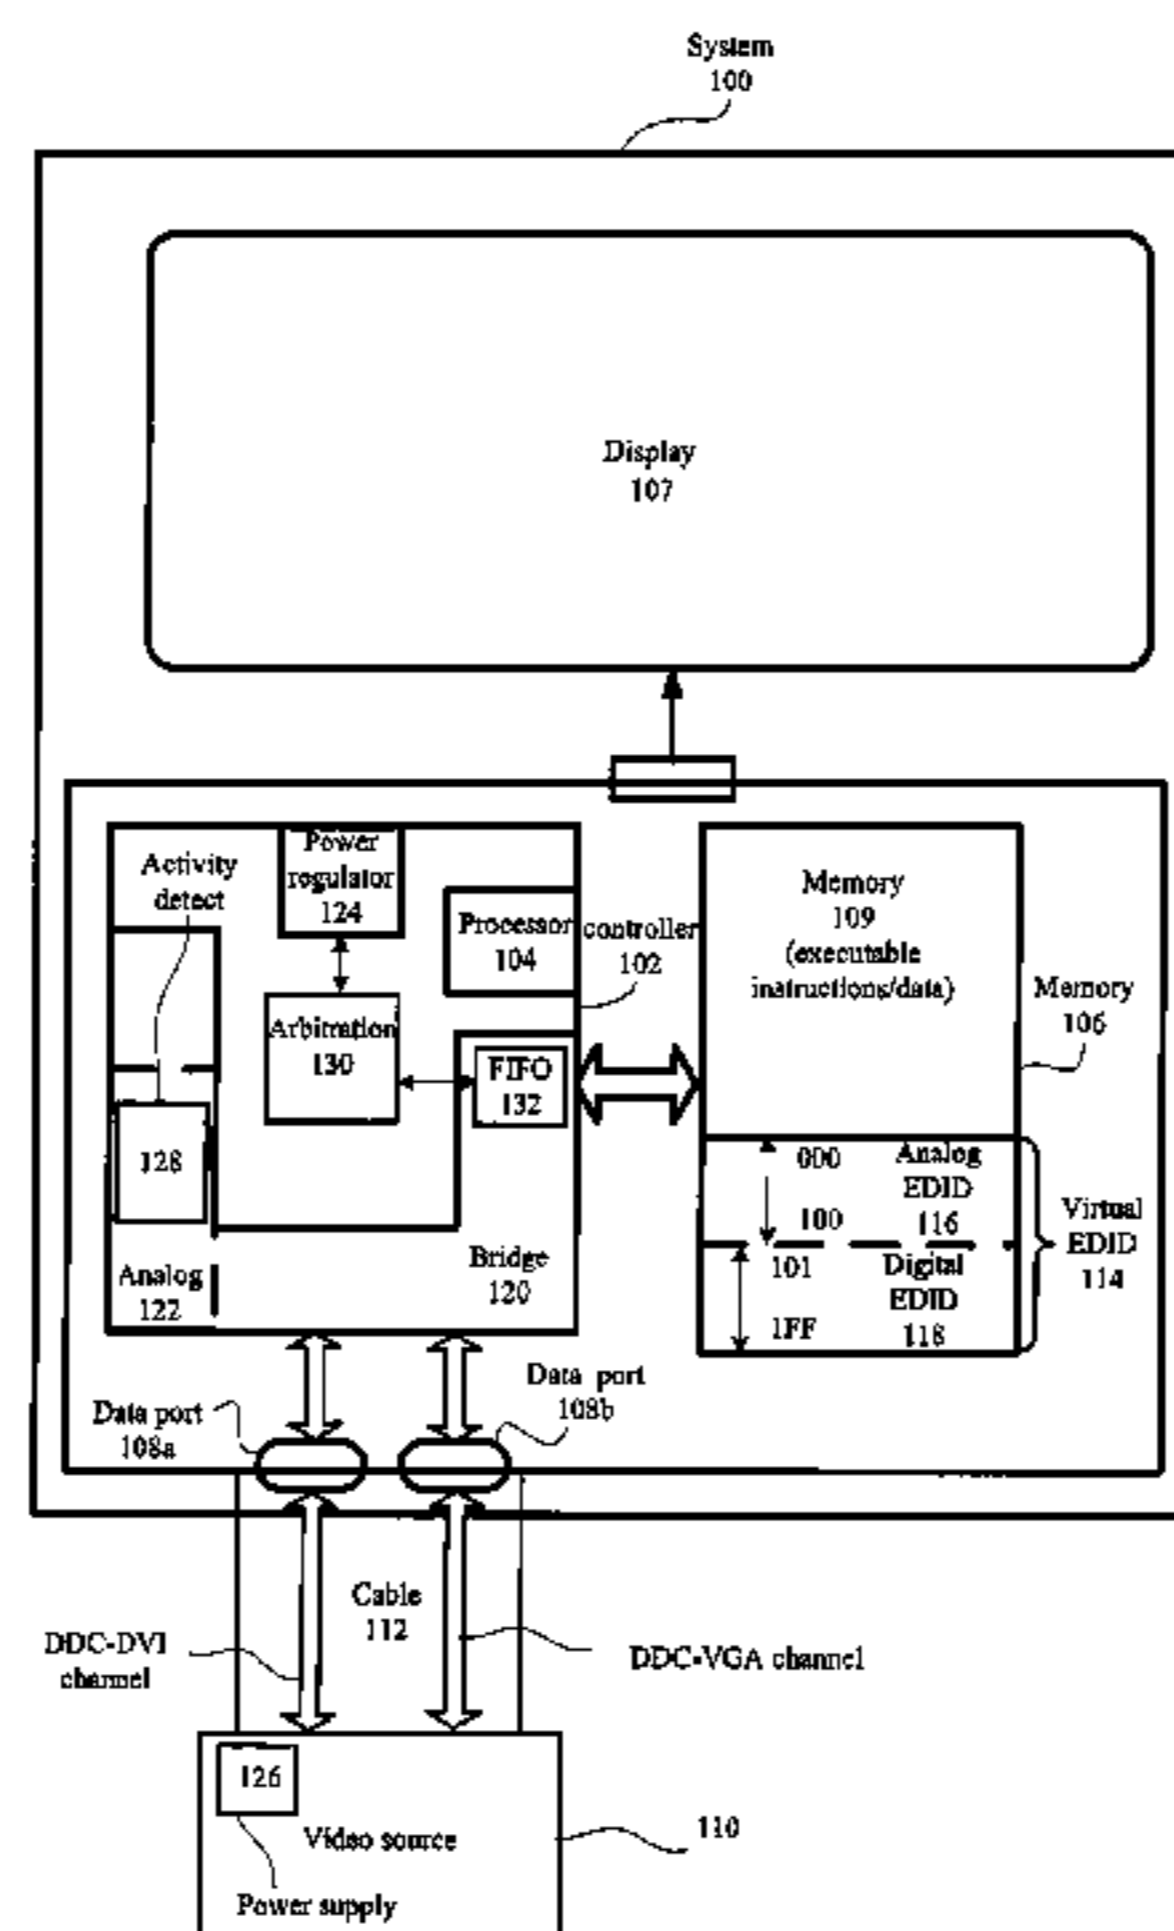 System
100
Display
107
Activity
detect
Power
regulator
124
Processor
104
controller
102
Memory
109
(executable
instructions/data)
Memory
106
Arbitration
130
FIFO
132
128
000
Analog
EDID
116
100
101
Digital
EDID
118
1FF
Virtual
EDID
114
Analog
122
Bridge
120
Data port
108a
Data port
108b
Cable
112
DDC-DVI
channel
DDC-VGA channel
126
Video source
110
Power supply